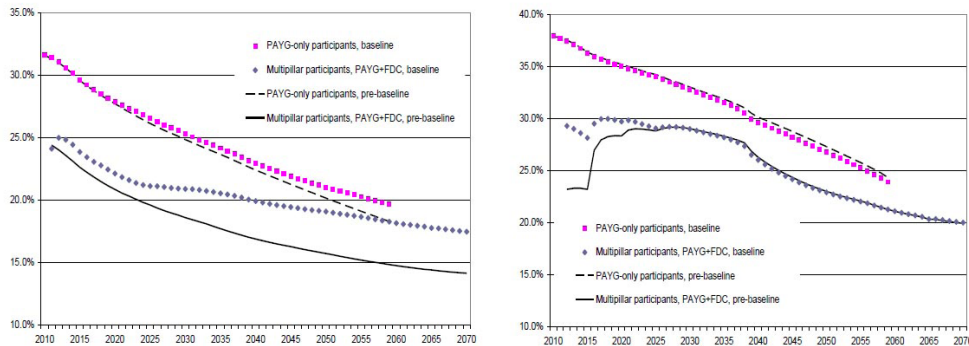 35.0%
30.0%
25.0%
20.0%
15.0%
10.0%
PAYG-only participants, baseline
Multipillar participants, PAYG+FDC, baseline
PAYG-only participants, pre-baseline
Multipillar participants, PAYG+FDC, pre-baseline
2010 2015 2020 2025 2030 2035 2040 2045 2050 2055 2060 2065 2070
40.0%
35.0%
30.0%
25.0%
20.0%
15.0%
10.0%
PAYG-only participants, baseline
Multipillar participants, PAYG+FDC, baseline
PAYG-only participants, pre-baseline
Multipillar participants, PAYG+FDC, pre-baseline
2010 2015 2020 2025 2030 2035 2040 2045 2050 2055 2060 2065 2070